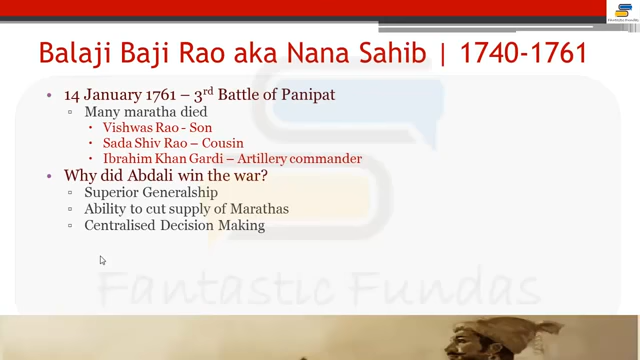 Fantastic Fundas
Balaji Baji Rao aka Nana Sahib | 1740-1761
• 14 January 1761 – 3rd Battle of Panipat
▫ Many maratha died
▪ Vishwas Rao - Son
▪ Sada Shiv Rao – Cousin
▪ Ibrahim Khan Gardi – Artillery commander
• Why did Abdali win the war?
▫ Superior Generalship
▫ Ability to cut supply of Marathas
▫ Centralised Decision Making
Fantastic Fundas